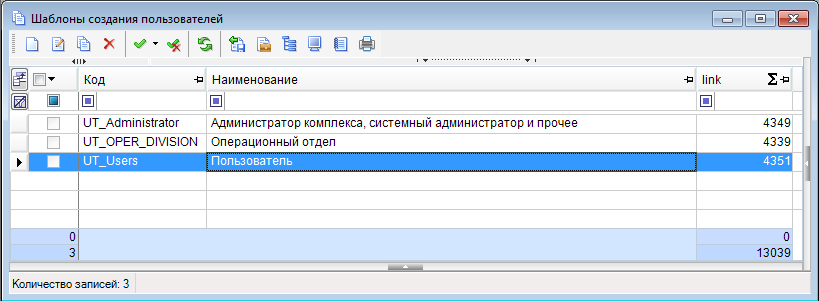 Шаблоны создания пользователей
Код Наименование link Σ
UT_Administrator Администратор комплекса, системный администратор и прочее 4349
UT_OPER_DIVISION Операционный отдел 4339
UT_Users Пользователь 4351
0 0
3 13039
Количество записей: 3